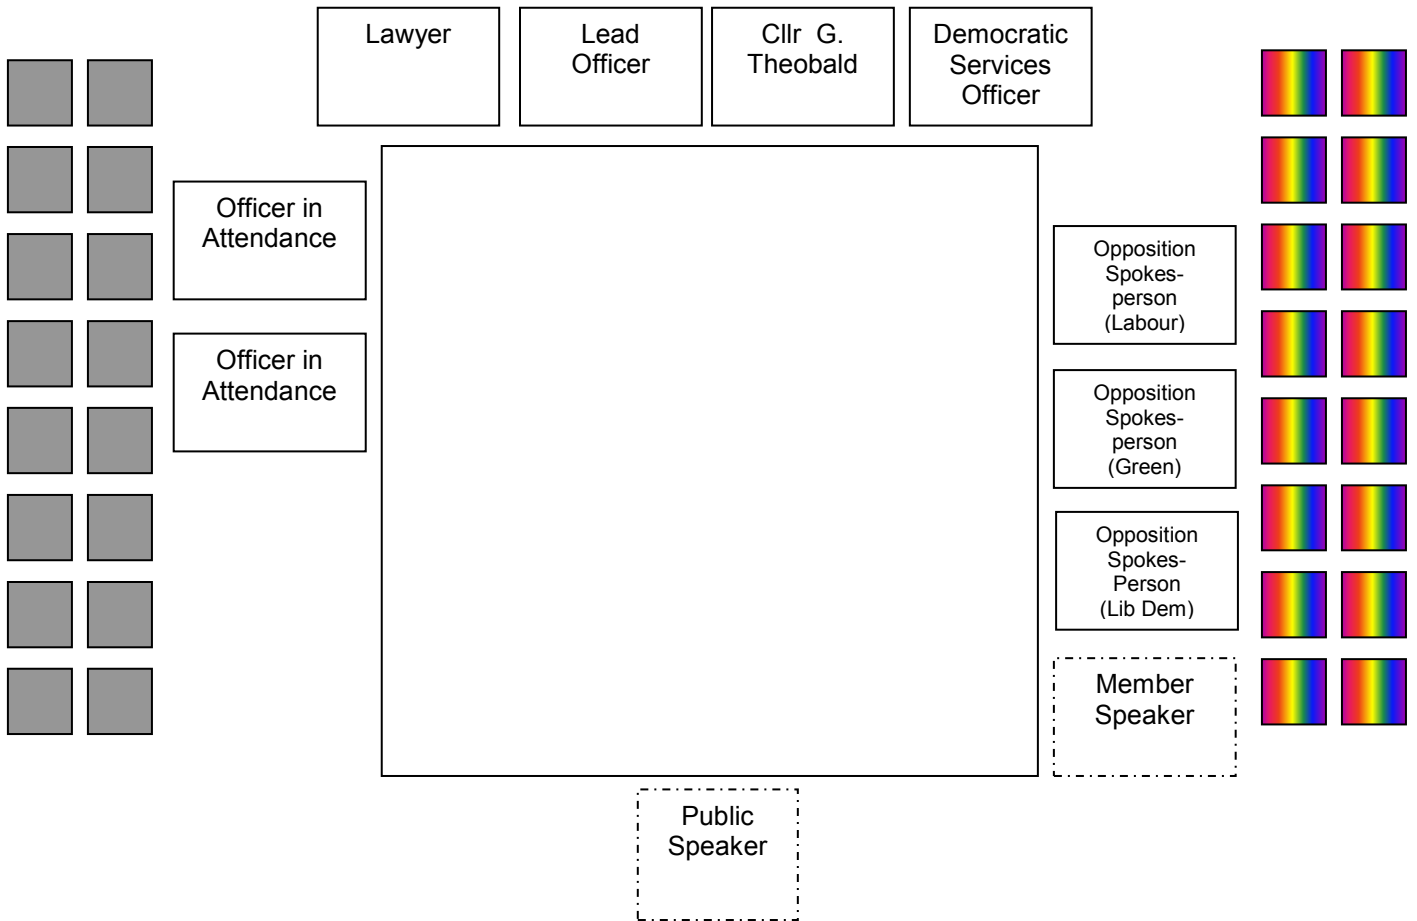 Lawyer
Lead
Officer
Cllr  G.
Theobald
Democratic
Services
Officer
Officer in
Attendance
Officer in
Attendance
Opposition
Spokes-
person
(Labour)
Opposition
Spokes-
person
(Green)
Opposition
Spokes-
Person
(Lib Dem)
Member
Speaker
Public
Speaker